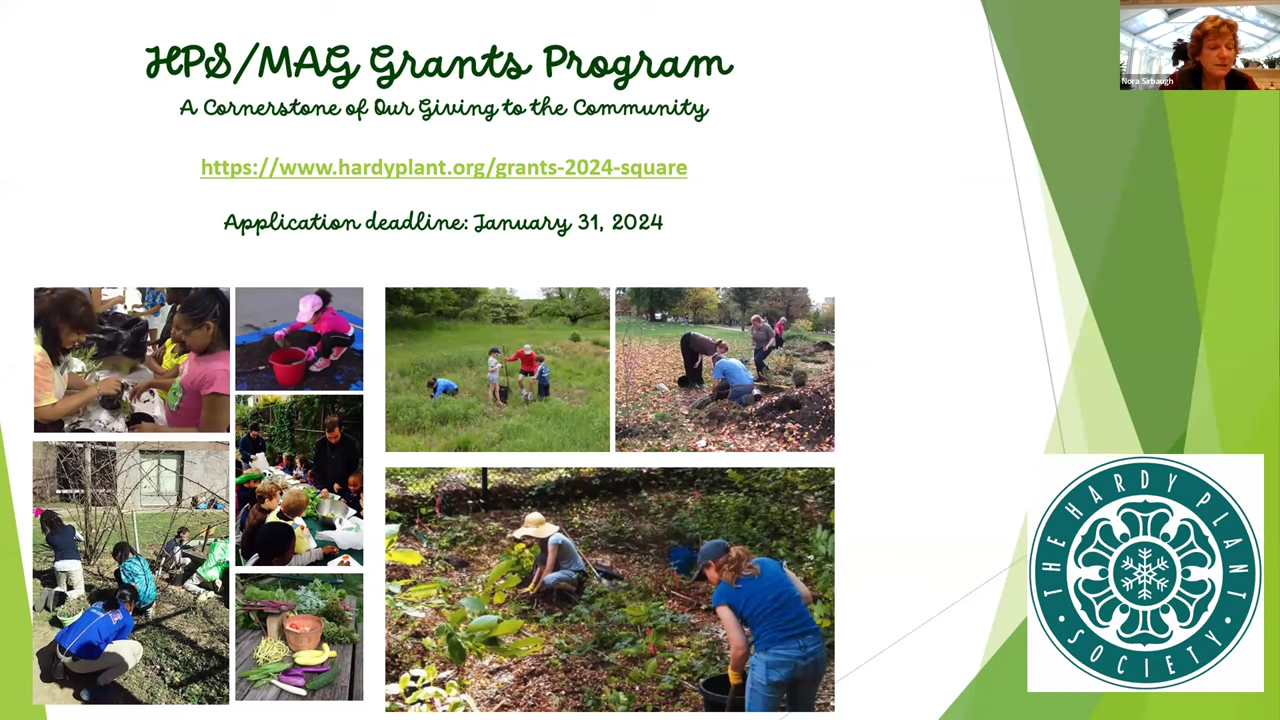 HPS/MAG Grants Program
A Cornerstone of Our Giving to the Community
https://www.hardyplant.org/grants-2024-square
Application deadline: January 31, 2024
Nora Sirbaugh
THE HARDY PLANT
· SOCIETY ·